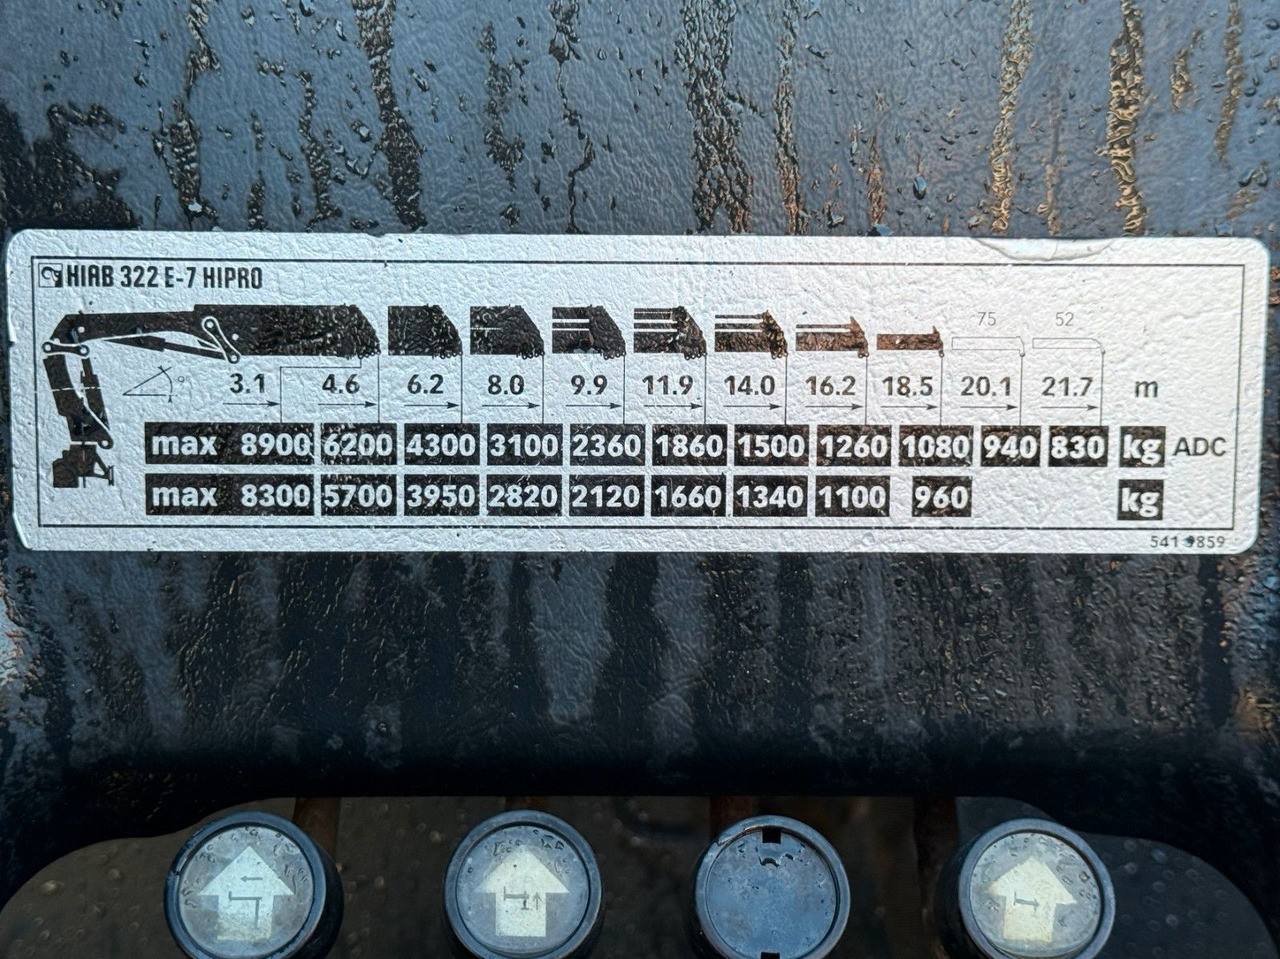 HIAB 322 E-7 HIPRO
75 52
3.1 4.6 6.2 8.0 9.9 11.9 14.0 16.2 18.5 20.1 21.7 m
max 8900 6200 4300 3100 2360 1860 1500 1260 1080 940 830 kg ADC
max 8300 5700 3950 2820 2120 1660 1340 1100 960 kg
541 9859